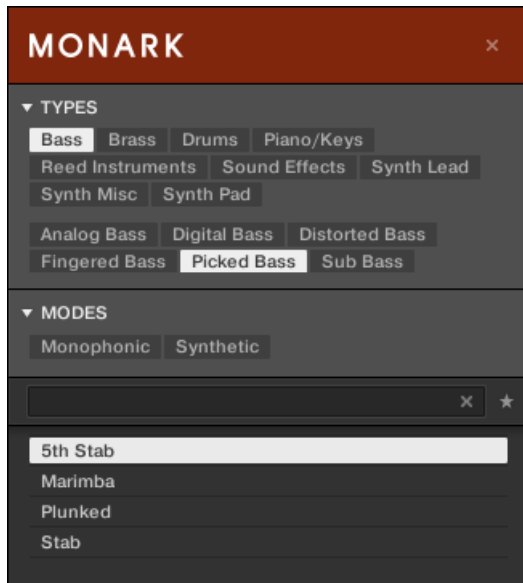 MONARK
TYPES
Bass Brass Drums Piano/Keys
Reed Instruments Sound Effects Synth Lead
Synth Misc Synth Pad
Analog Bass Digital Bass Distorted Bass
Fingered Bass Picked Bass Sub Bass
MODES
Monophonic Synthetic
5th Stab
Marimba
Plunked
Stab